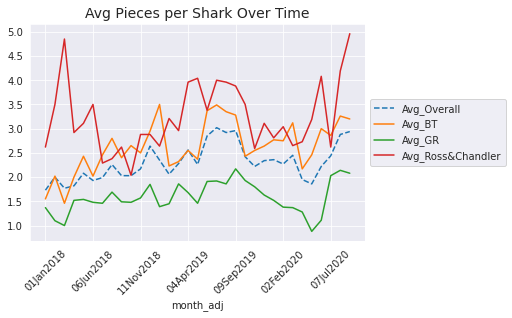 Avg Pieces per Shark Over Time
5.0
4.5
4.0
3.5
3.0
2.5
2.0
1.5
1.0
Avg_Overall
Avg_BT
Avg_GR
Avg_Ross&Chandler
01Jan2018
06Jun2018
11Nov2018
04Apr2019
09Sep2019
02Feb2020
07Jul2020
month_adj